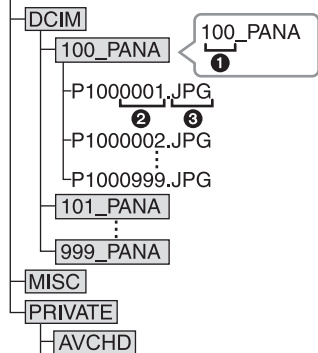 DCIM
100_PANA
100_PANA
❶
P1000001.JPG
❷ ❸
P1000002.JPG
P1000999.JPG
101_PANA
999_PANA
MISC
PRIVATE
AVCHD